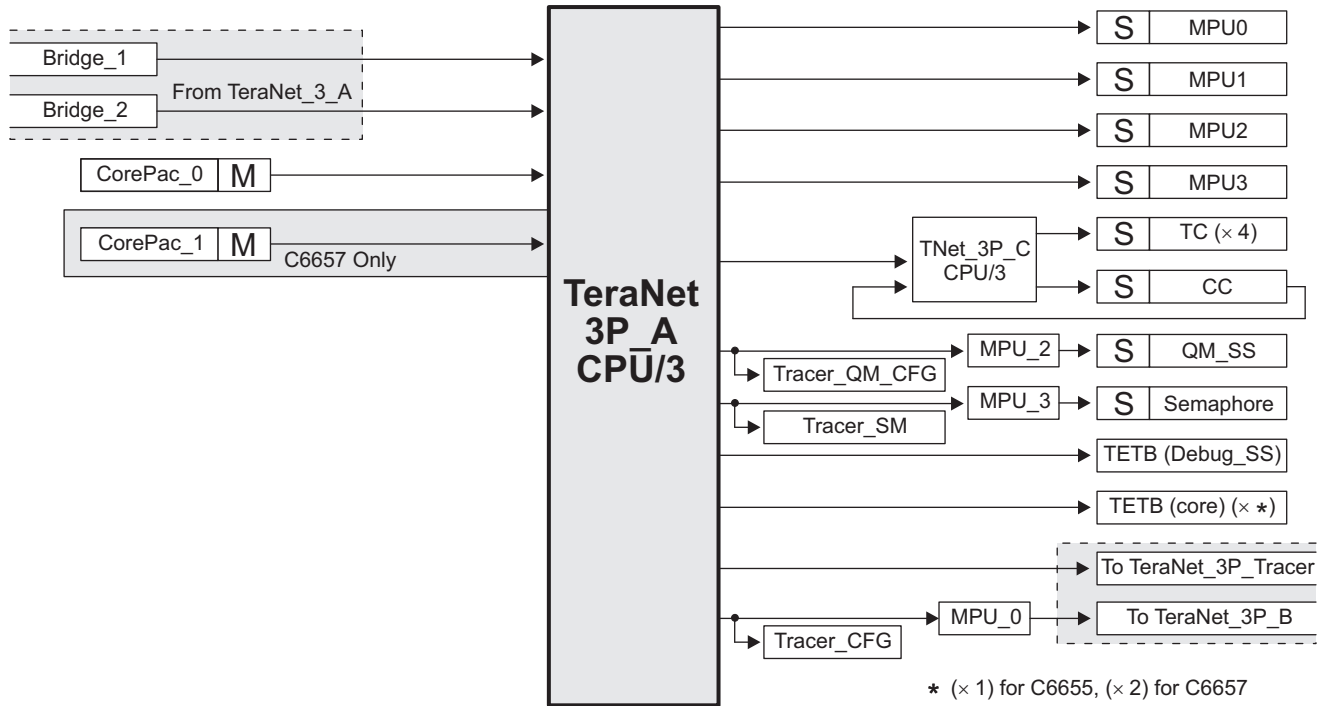 Bridge_1
From TeraNet_3_A
Bridge_2
CorePac_0 M
CorePac_1 M
C6657 Only
TeraNet
3P_A
CPU/3
S MPU0
S MPU1
S MPU2
S MPU3
TNet_3P_C
CPU/3
S TC (× 4)
S CC
MPU_2
S QM_SS
Tracer_QM_CFG
MPU_3
S Semaphore
Tracer_SM
TETB (Debug_SS)
TETB (core) (× *)
To TeraNet_3P_Tracer
MPU_0
To TeraNet_3P_B
Tracer_CFG
* (× 1) for C6655, (× 2) for C6657